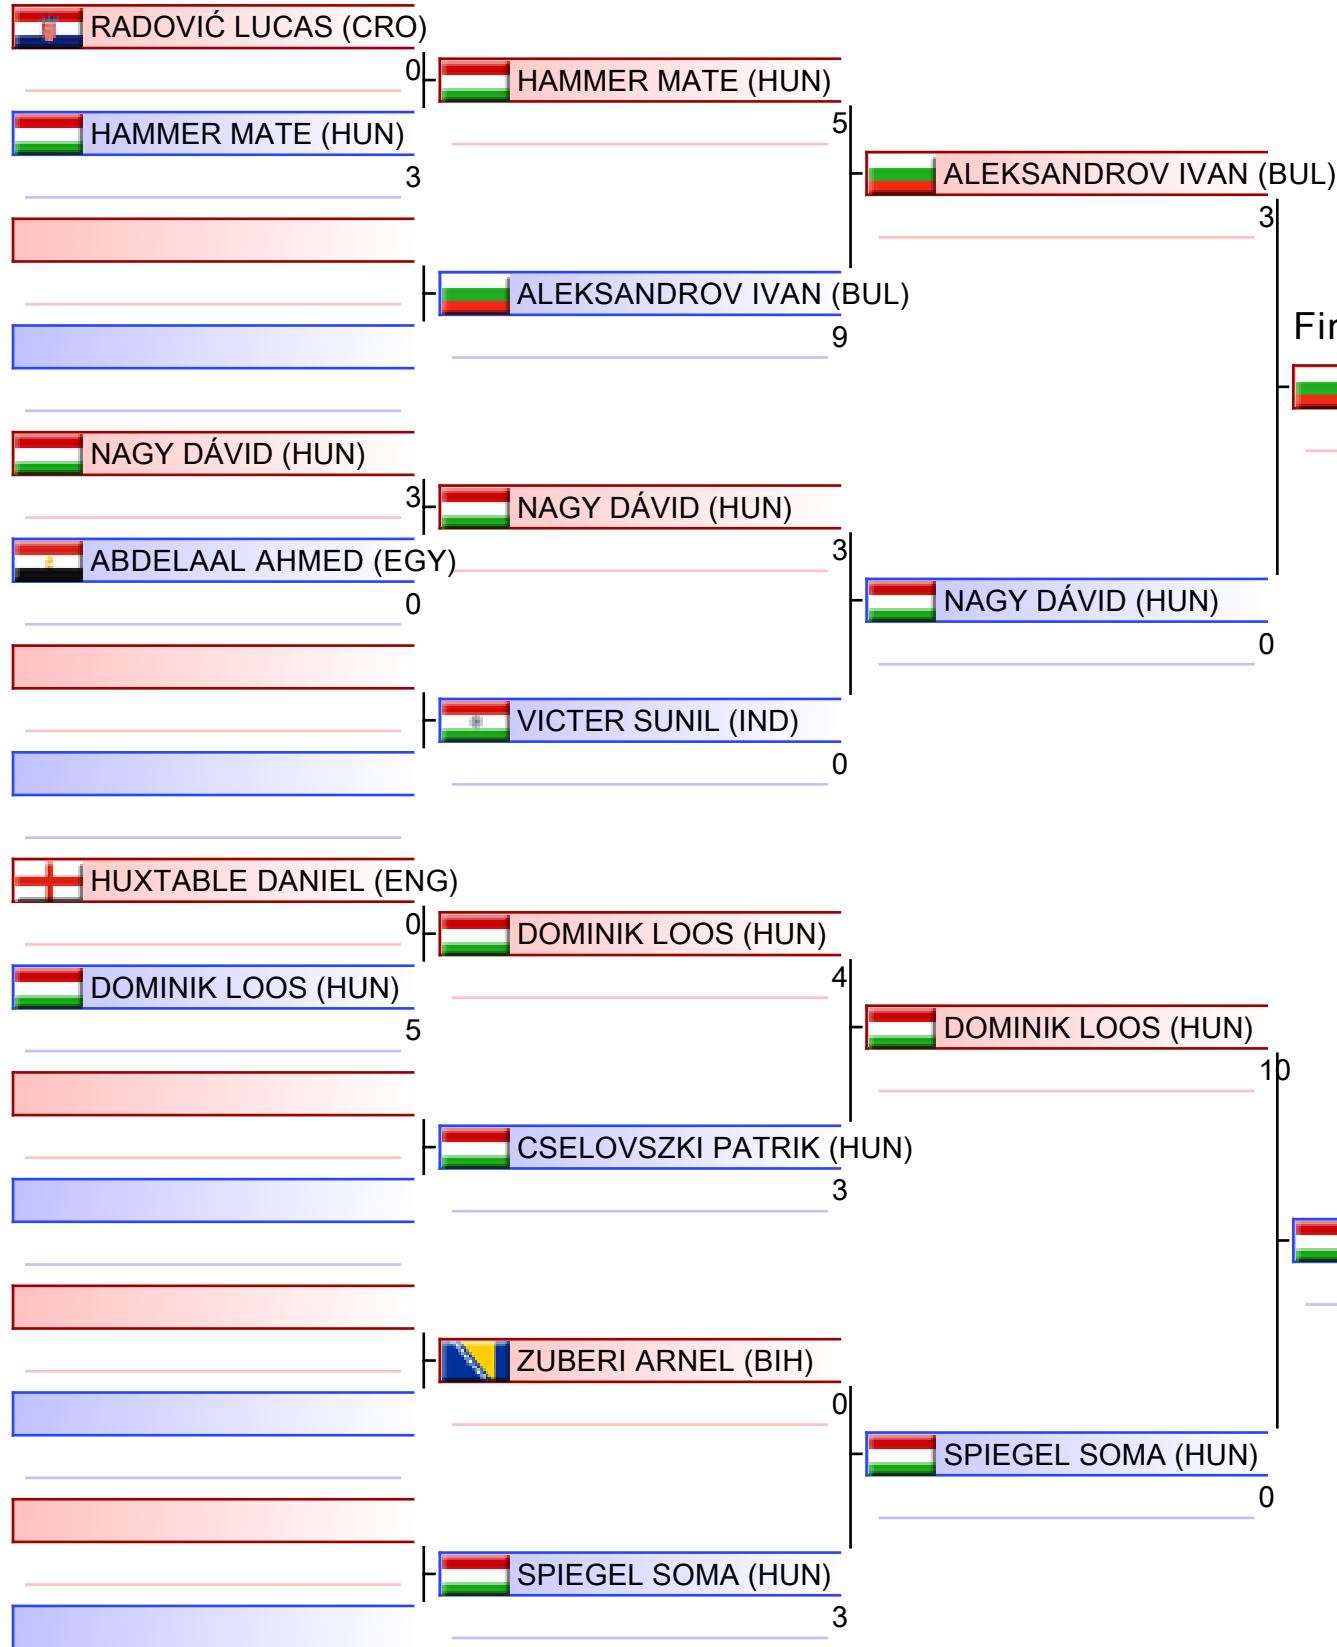 RADOVIĆ LUCAS (CRO)
0
HAMMER MATE (HUN)
3
NAGY DÁVID (HUN)
3
ABDELAAL AHMED (EGY)
0
HUXTABLE DANIEL (ENG)
0
DOMINIK LOOS (HUN)
5
HAMMER MATE (HUN)
5
ALEKSANDROV IVAN (BUL)
9
NAGY DÁVID (HUN)
3
VICTER SUNIL (IND)
0
DOMINIK LOOS (HUN)
4
CSELOVSZKI PATRIK (HUN)
3
ZUBERI ARNEL (BIH)
0
SPIEGEL SOMA (HUN)
3
ALEKSANDROV IVAN (BUL)
3
NAGY DÁVID (HUN)
0
DOMINIK LOOS (HUN)
10
SPIEGEL SOMA (HUN)
0